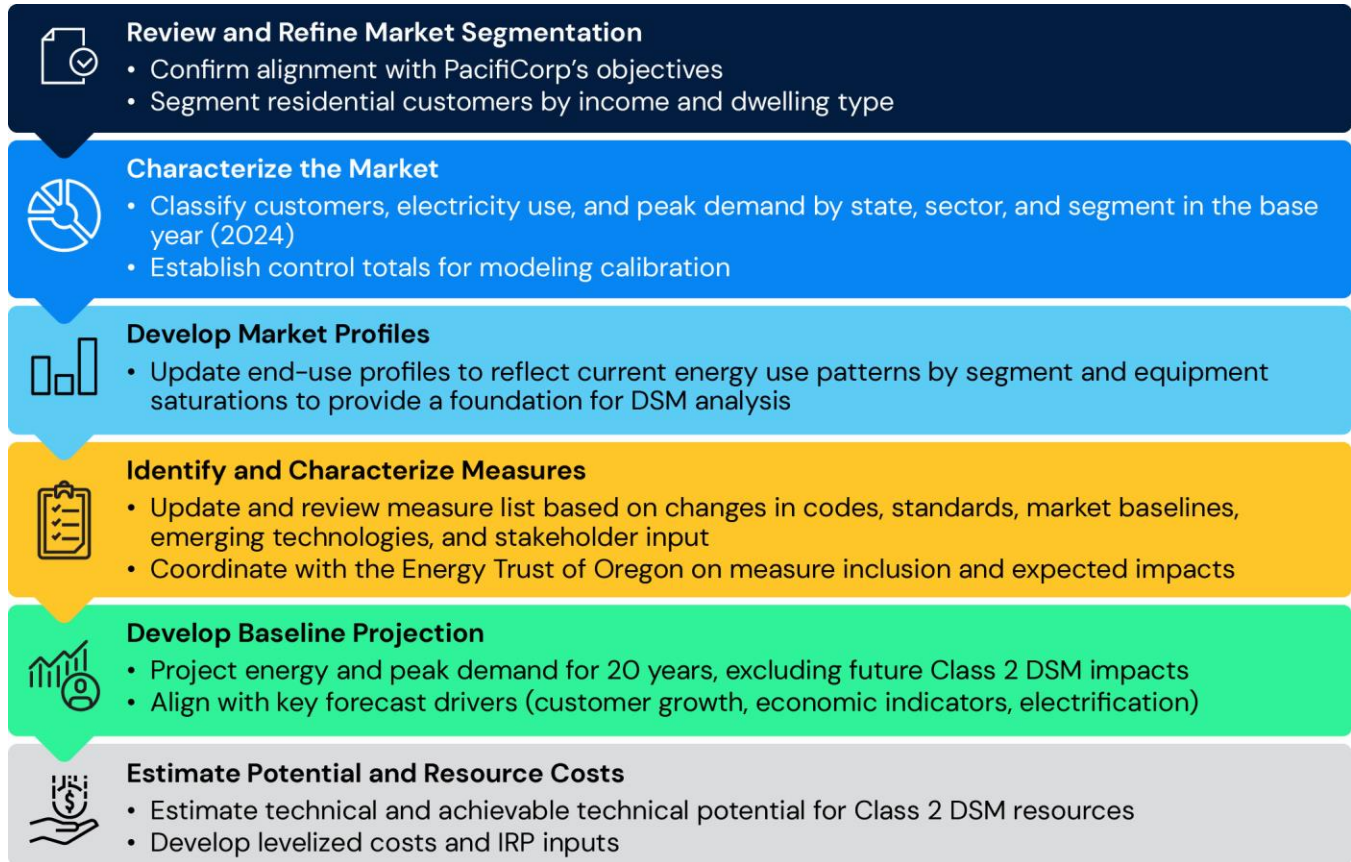 Review and Refine Market Segmentation
• Confirm alignment with PacifiCorp's objectives
• Segment residential customers by income and dwelling type
Characterize the Market
• Classify customers, electricity use, and peak demand by state, sector, and segment in the base
year (2024)
• Establish control totals for modeling calibration
Develop Market Profiles
• Update end-use profiles to reflect current energy use patterns by segment and equipment
saturations to provide a foundation for DSM analysis
Identify and Characterize Measures
• Update and review measure list based on changes in codes, standards, market baselines,
emerging technologies, and stakeholder input
• Coordinate with the Energy Trust of Oregon on measure inclusion and expected impacts
Develop Baseline Projection
• Project energy and peak demand for 20 years, excluding future Class 2 DSM impacts
• Align with key forecast drivers (customer growth, economic indicators, electrification)
Estimate Potential and Resource Costs
• Estimate technical and achievable technical potential for Class 2 DSM resources
• Develop levelized costs and IRP inputs